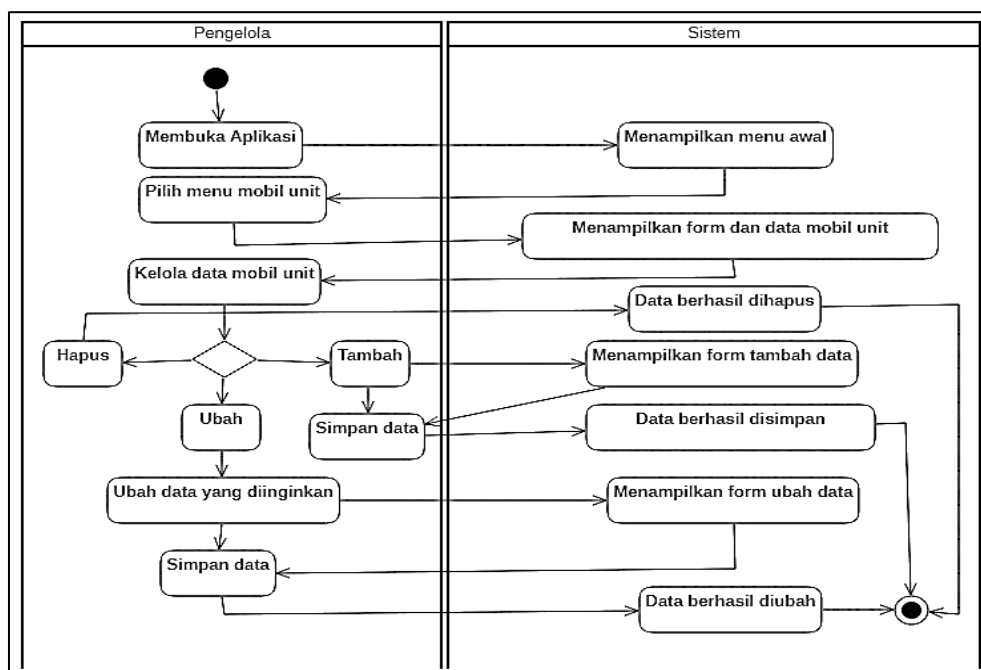 Pengelola
Sistem
Membuka Aplikasi
Menampilkan menu awal
Pilih menu mobil unit
Menampilkan form dan data mobil unit
Kelola data mobil unit
Data berhasil dihapus
Hapus
Tambah
Menampilkan form tambah data
Ubah
Simpan data
Data berhasil disimpan
Ubah data yang diinginkan
Menampilkan form ubah data
Simpan data
Data berhasil diubah